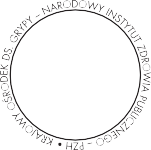 KRAJOWY OŚRODEK DS. GRYPY - NARODOWY INSTYTUT ZDROWIA PUBLICZNEGO - PZH •